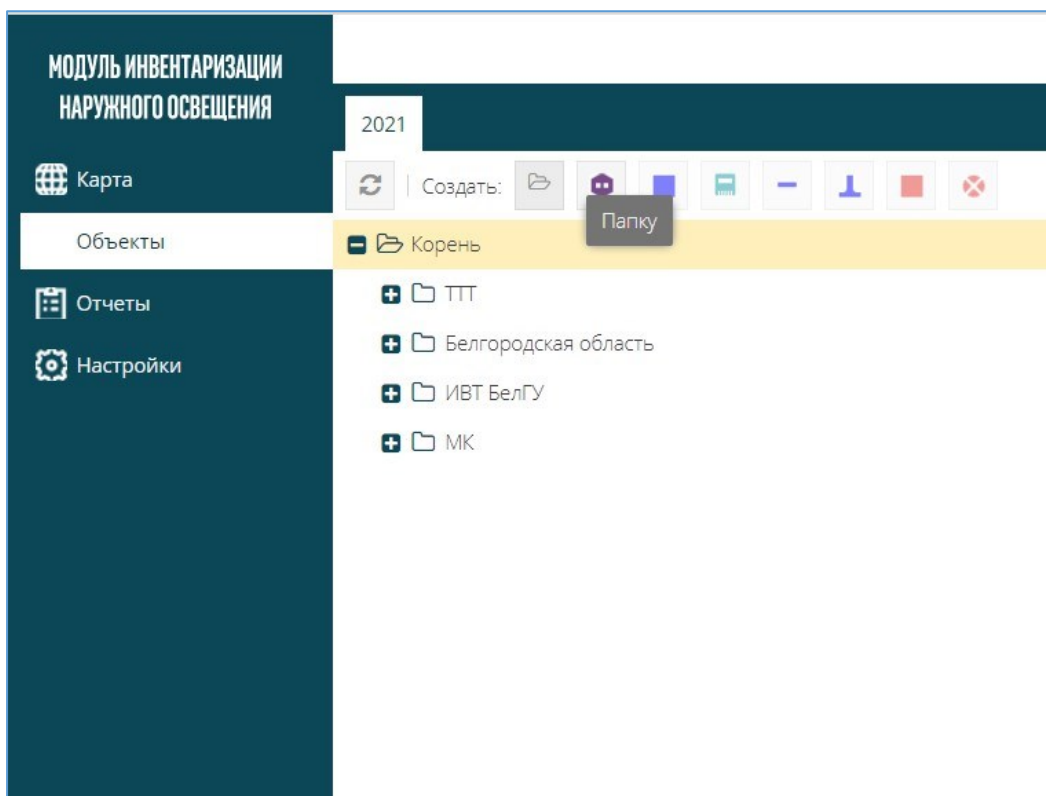 МОДУЛЬ ИНВЕНТАРИЗАЦИИ
НАРУЖНОГО ОСВЕЩЕНИЯ
2021
Карта
Создать:
Папку
Объекты
Корень
Отчеты
ТТТ
Белгородская область
Настройки
ИВТ БелГУ
МК